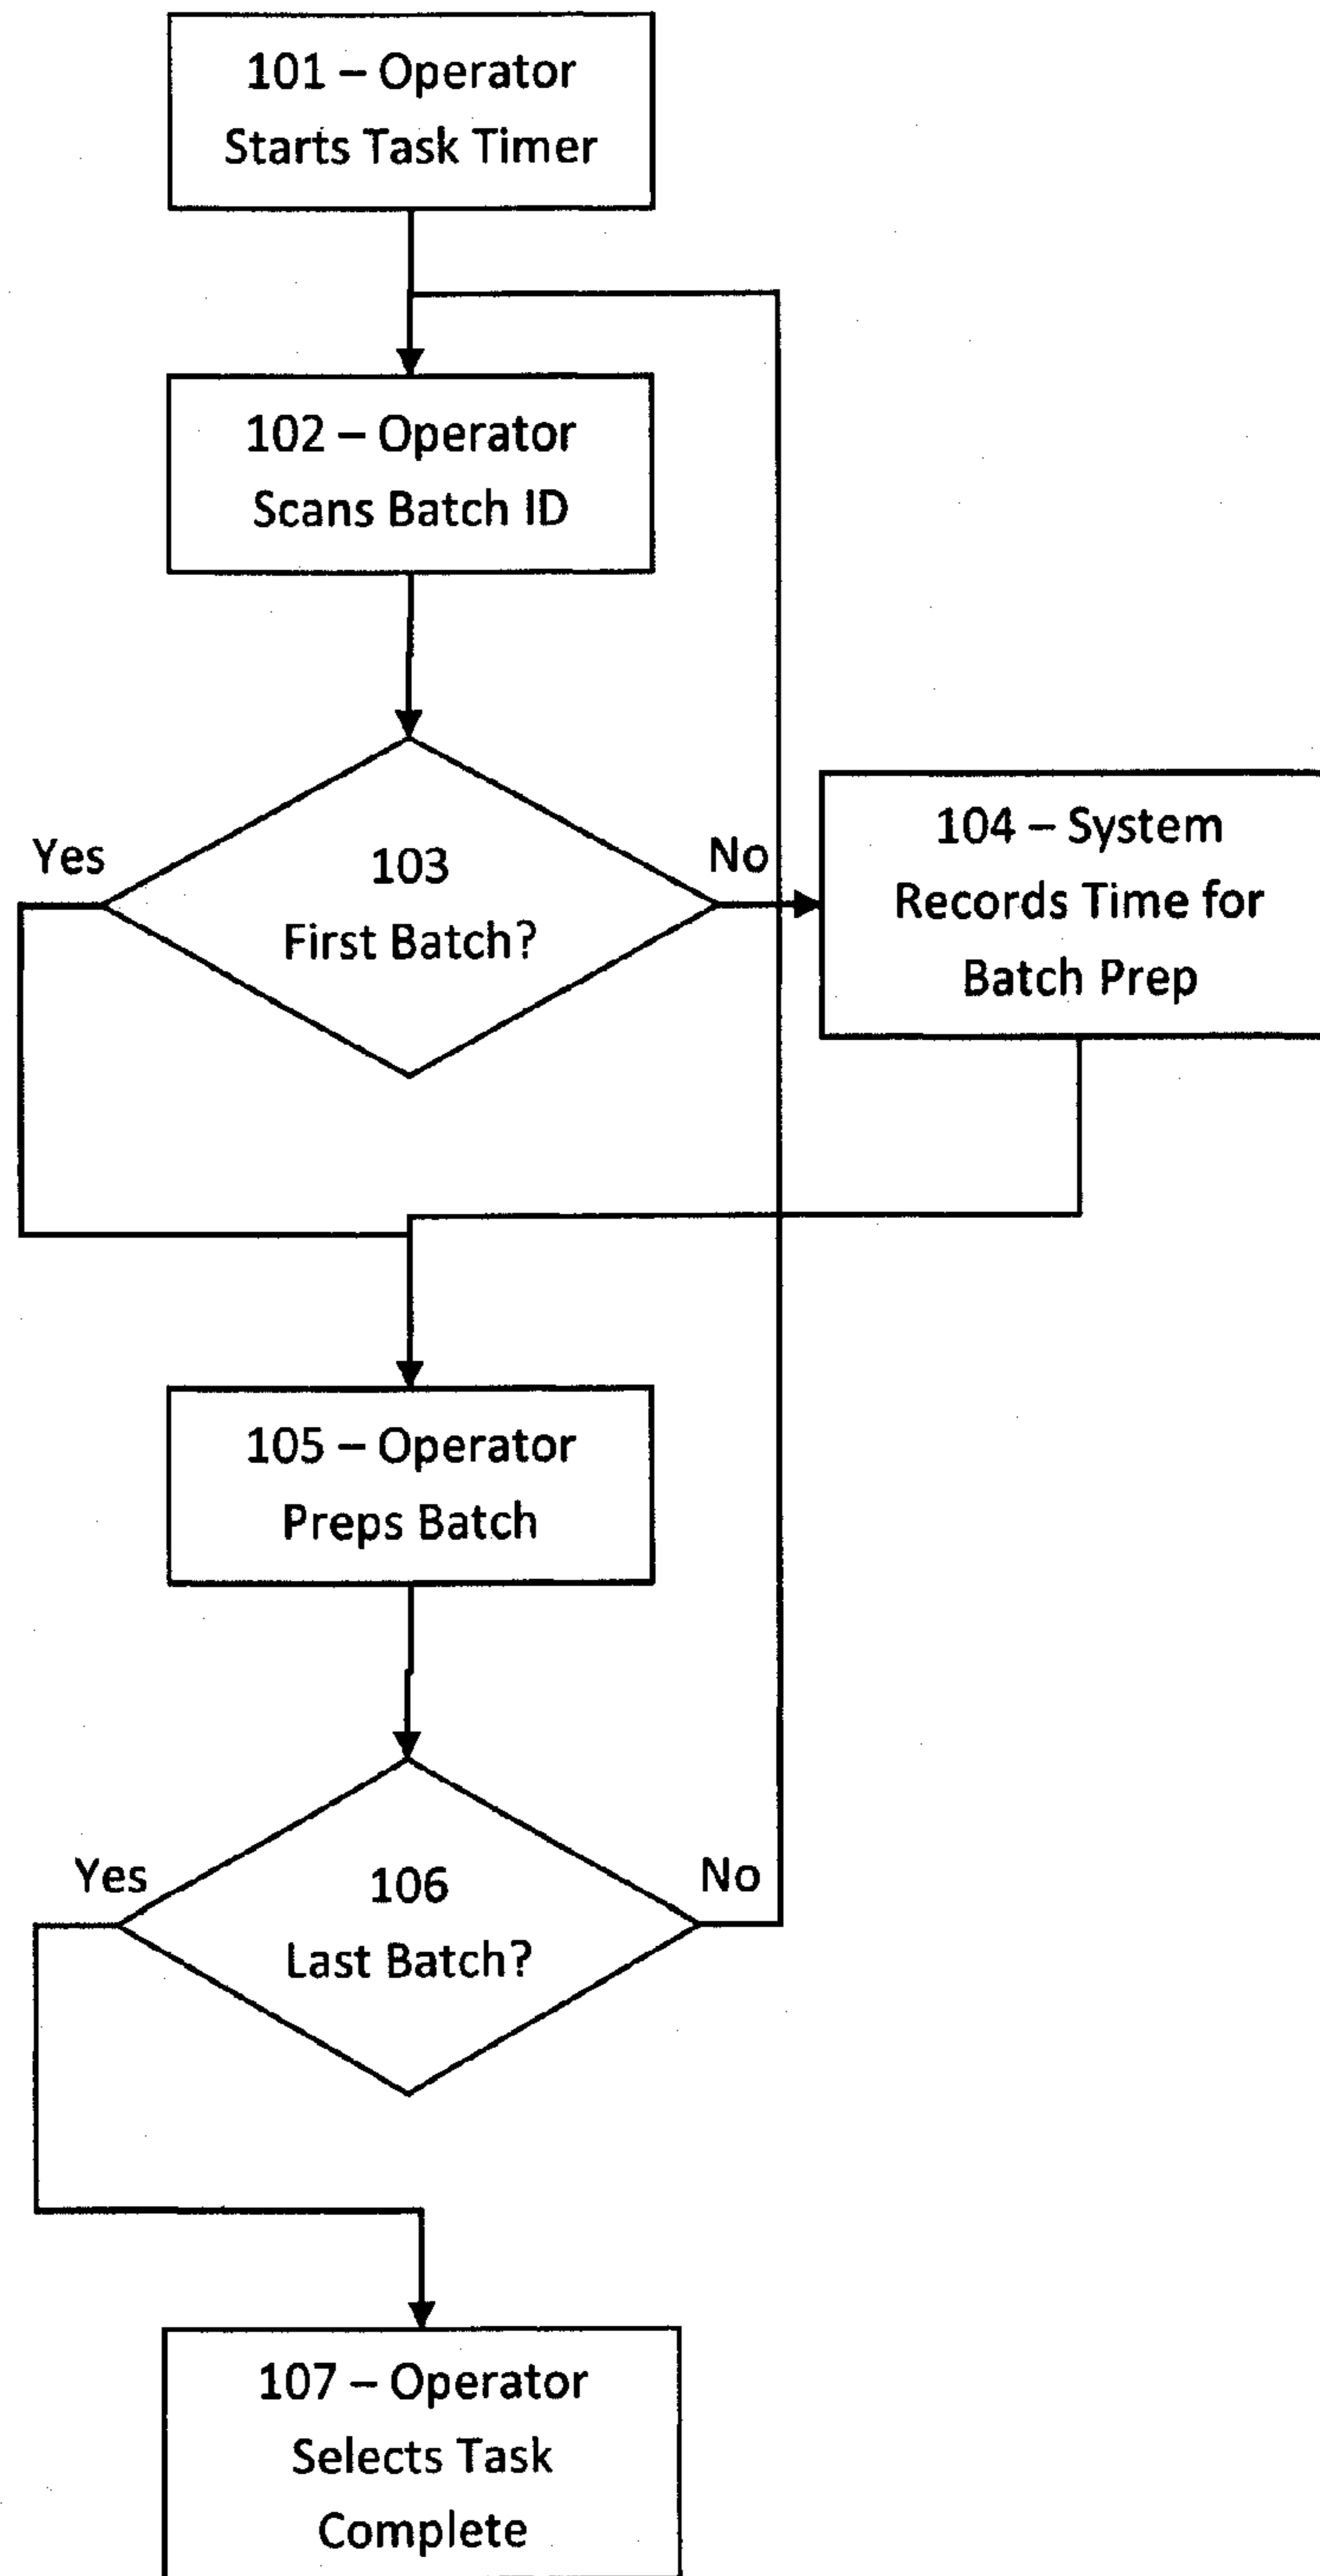 101 – Operator
Starts Task Timer
102 – Operator
Scans Batch ID
Yes
103
First Batch?
No
104 – System
Records Time for
Batch Prep
105 – Operator
Preps Batch
Yes
106
Last Batch?
No
107 – Operator
Selects Task
Complete